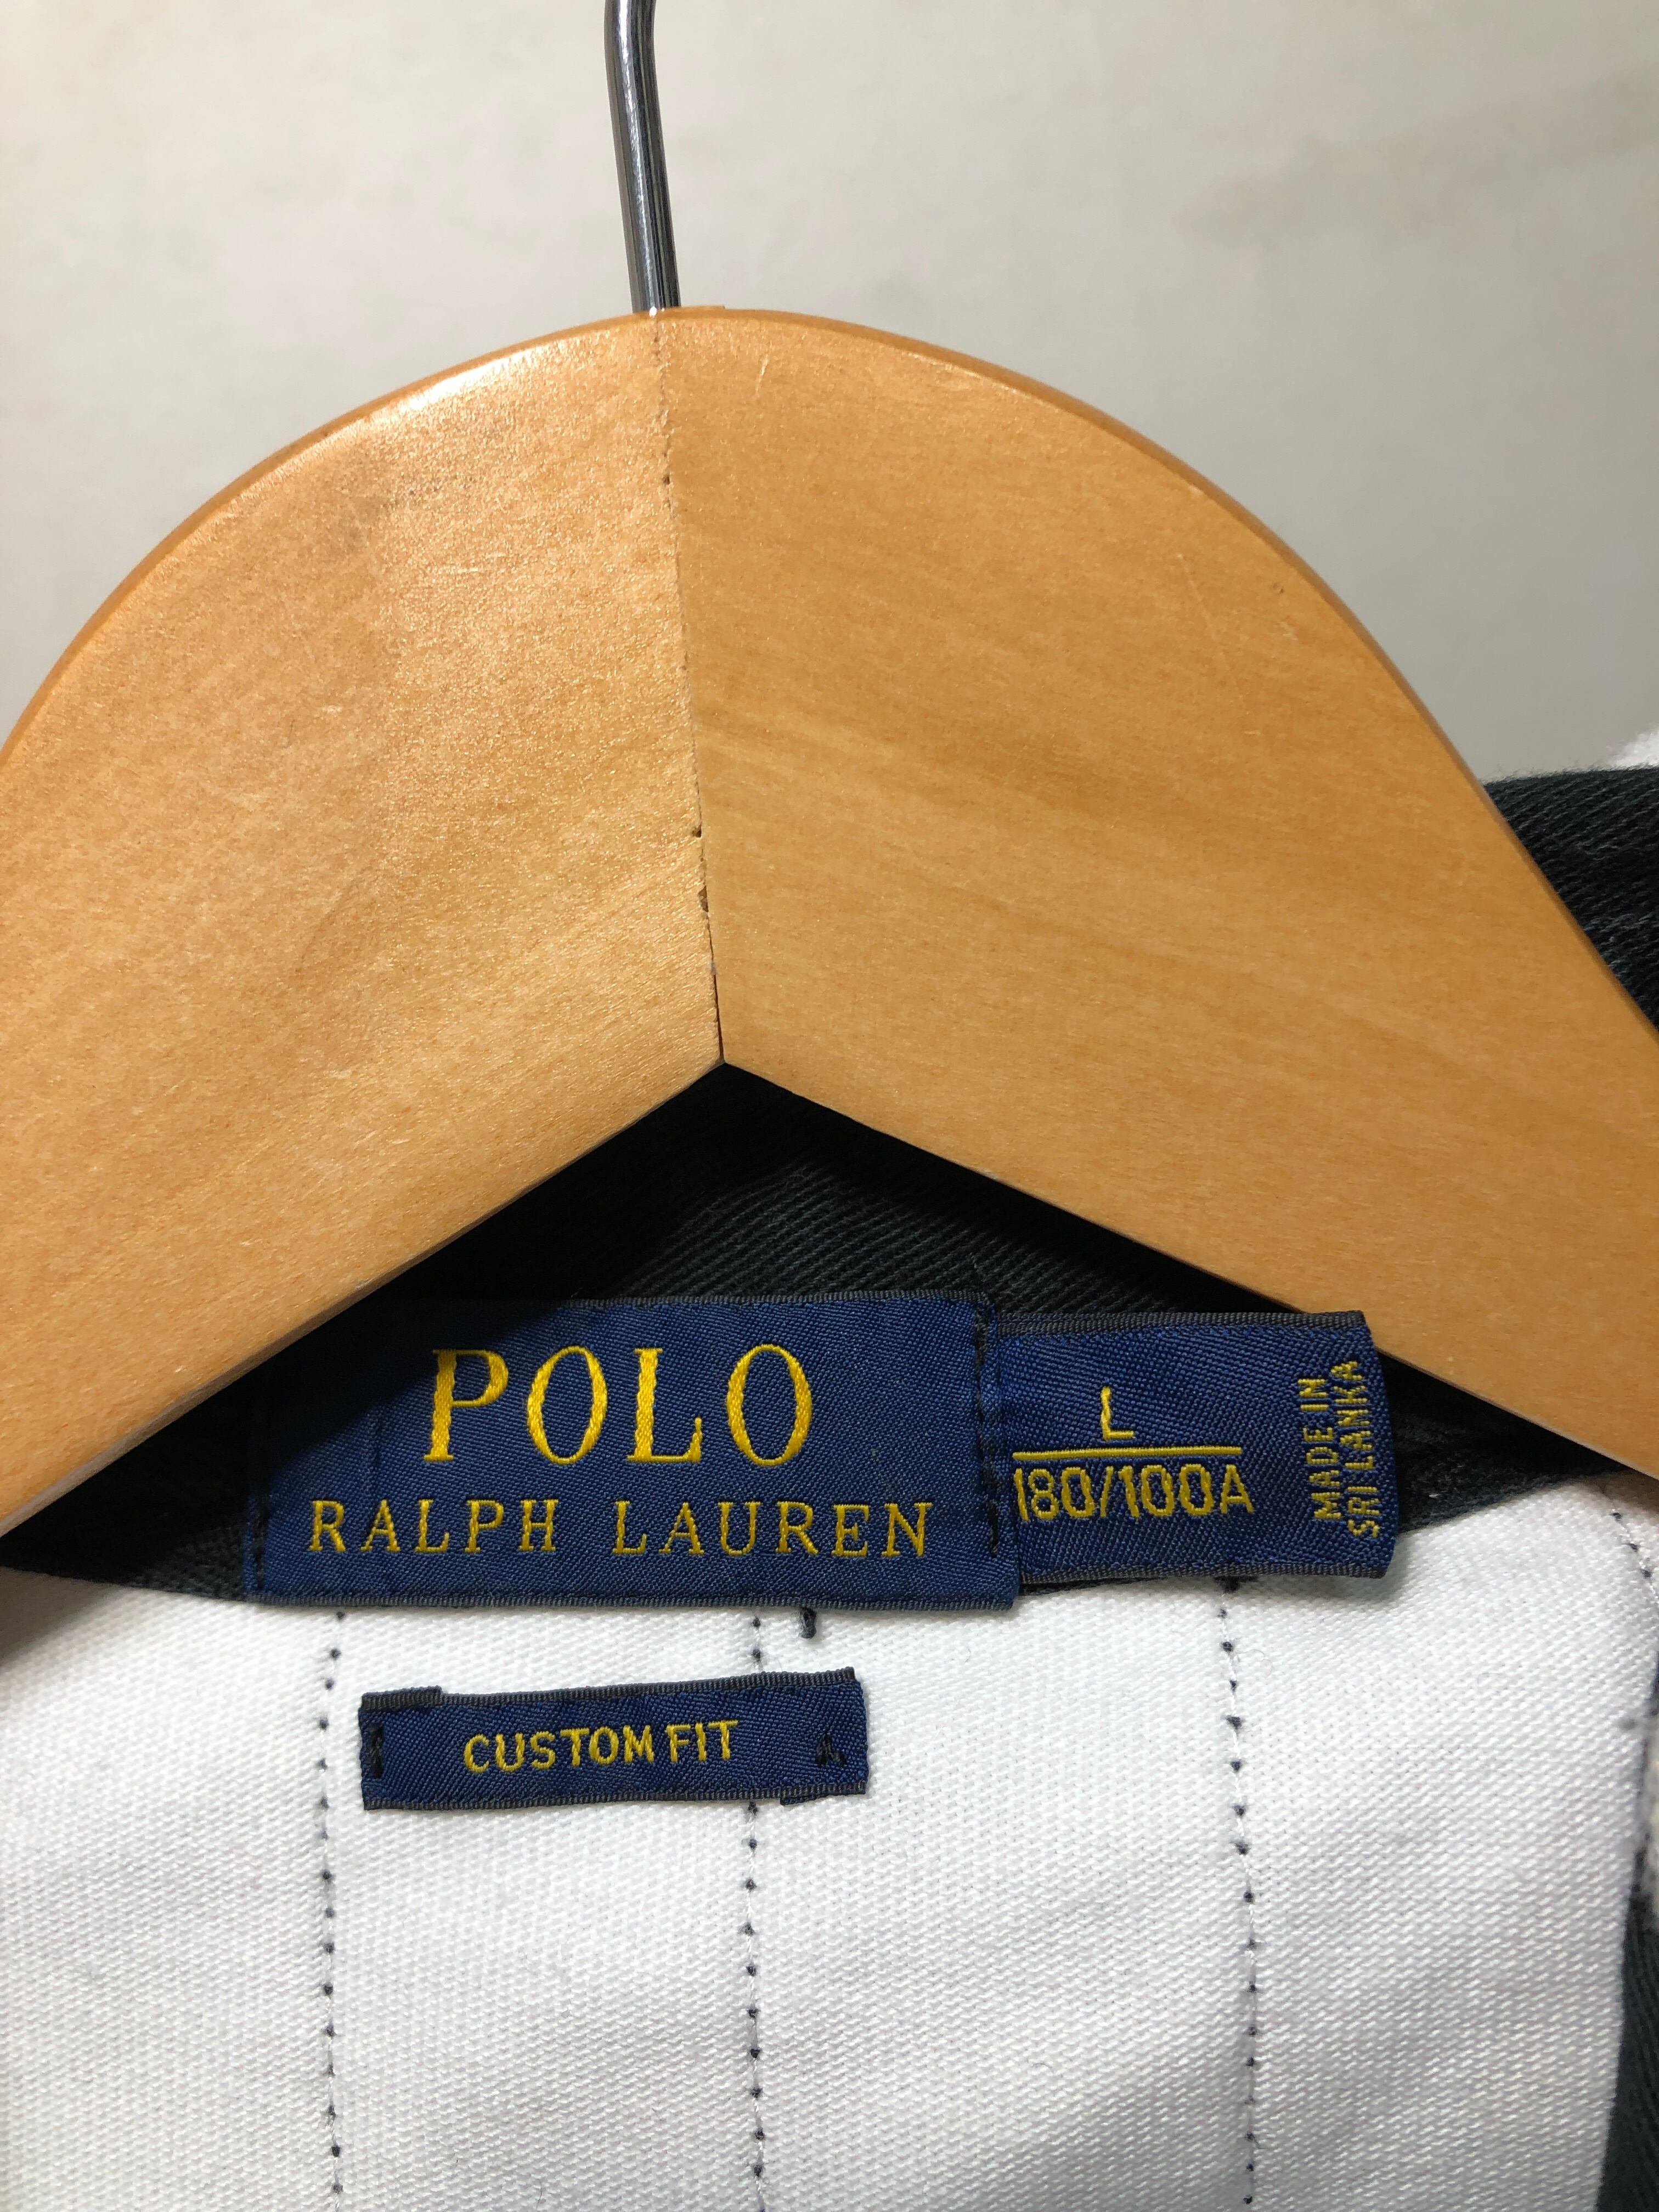 POLO
RALPH LAUREN
L
180/100A
MADE IN
SRI LANKA
CUSTOM FIT